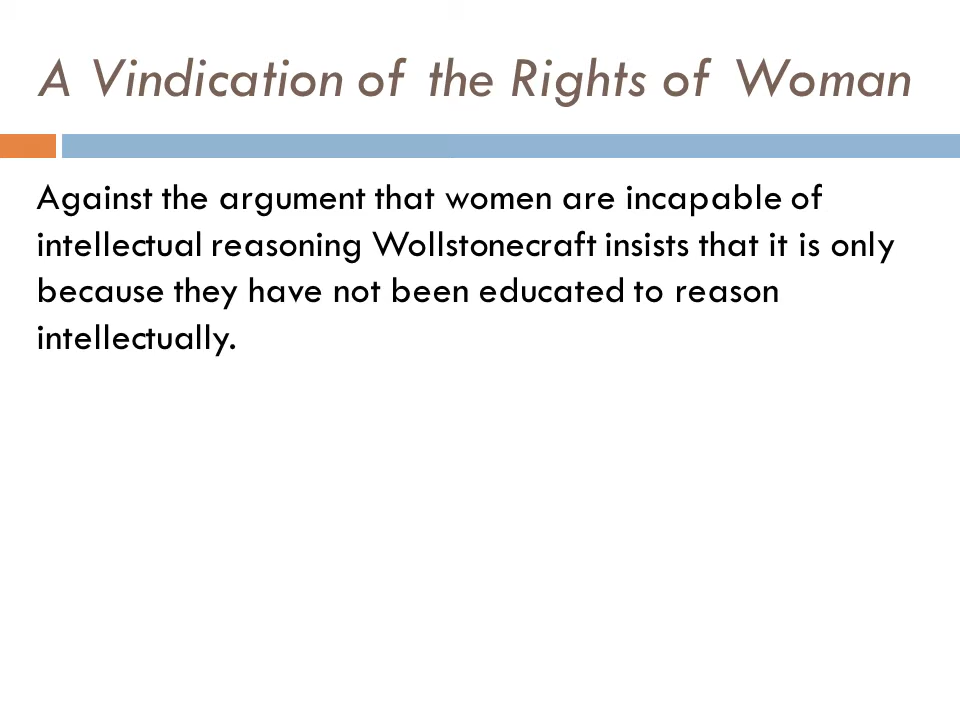 A Vindication of the Rights of Woman
Against the argument that women are incapable of
intellectual reasoning Wollstonecraft insists that it is only
because they have not been educated to reason
intellectually.